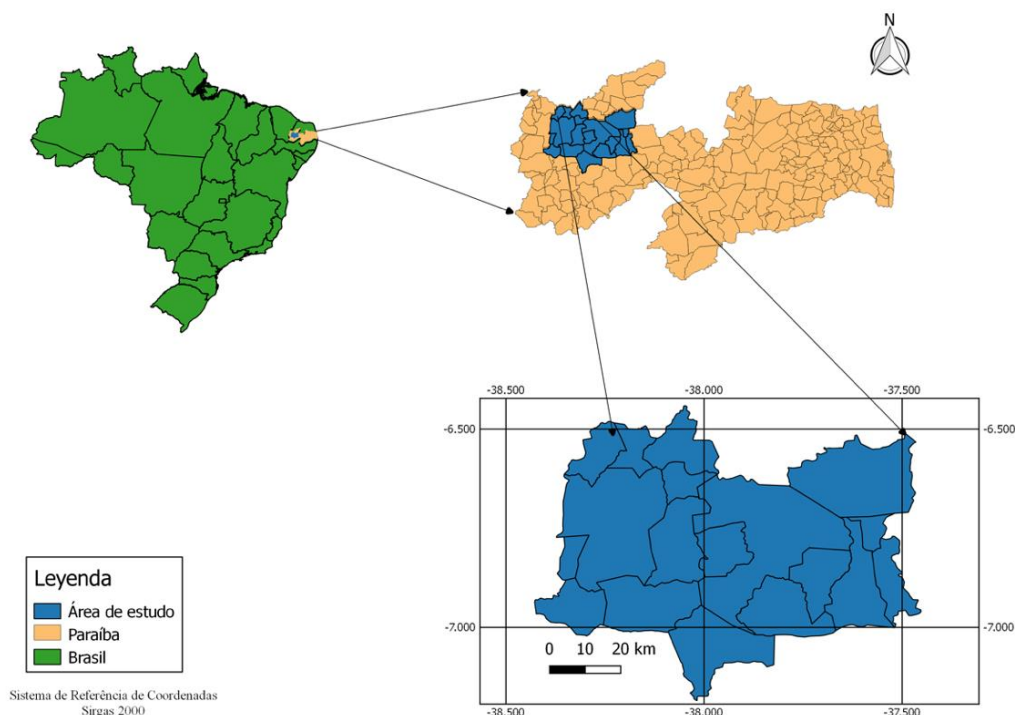 N
-38.500 -38.000 -37.500
-6.500 -6.500
-7.000 -7.000
0 10 20 km
-38.500 -38.000 -37.500
Leyenda
Área de estudo
Paraíba
Brasil
Sistema de Referência de Coordenadas
Sirgas 2000